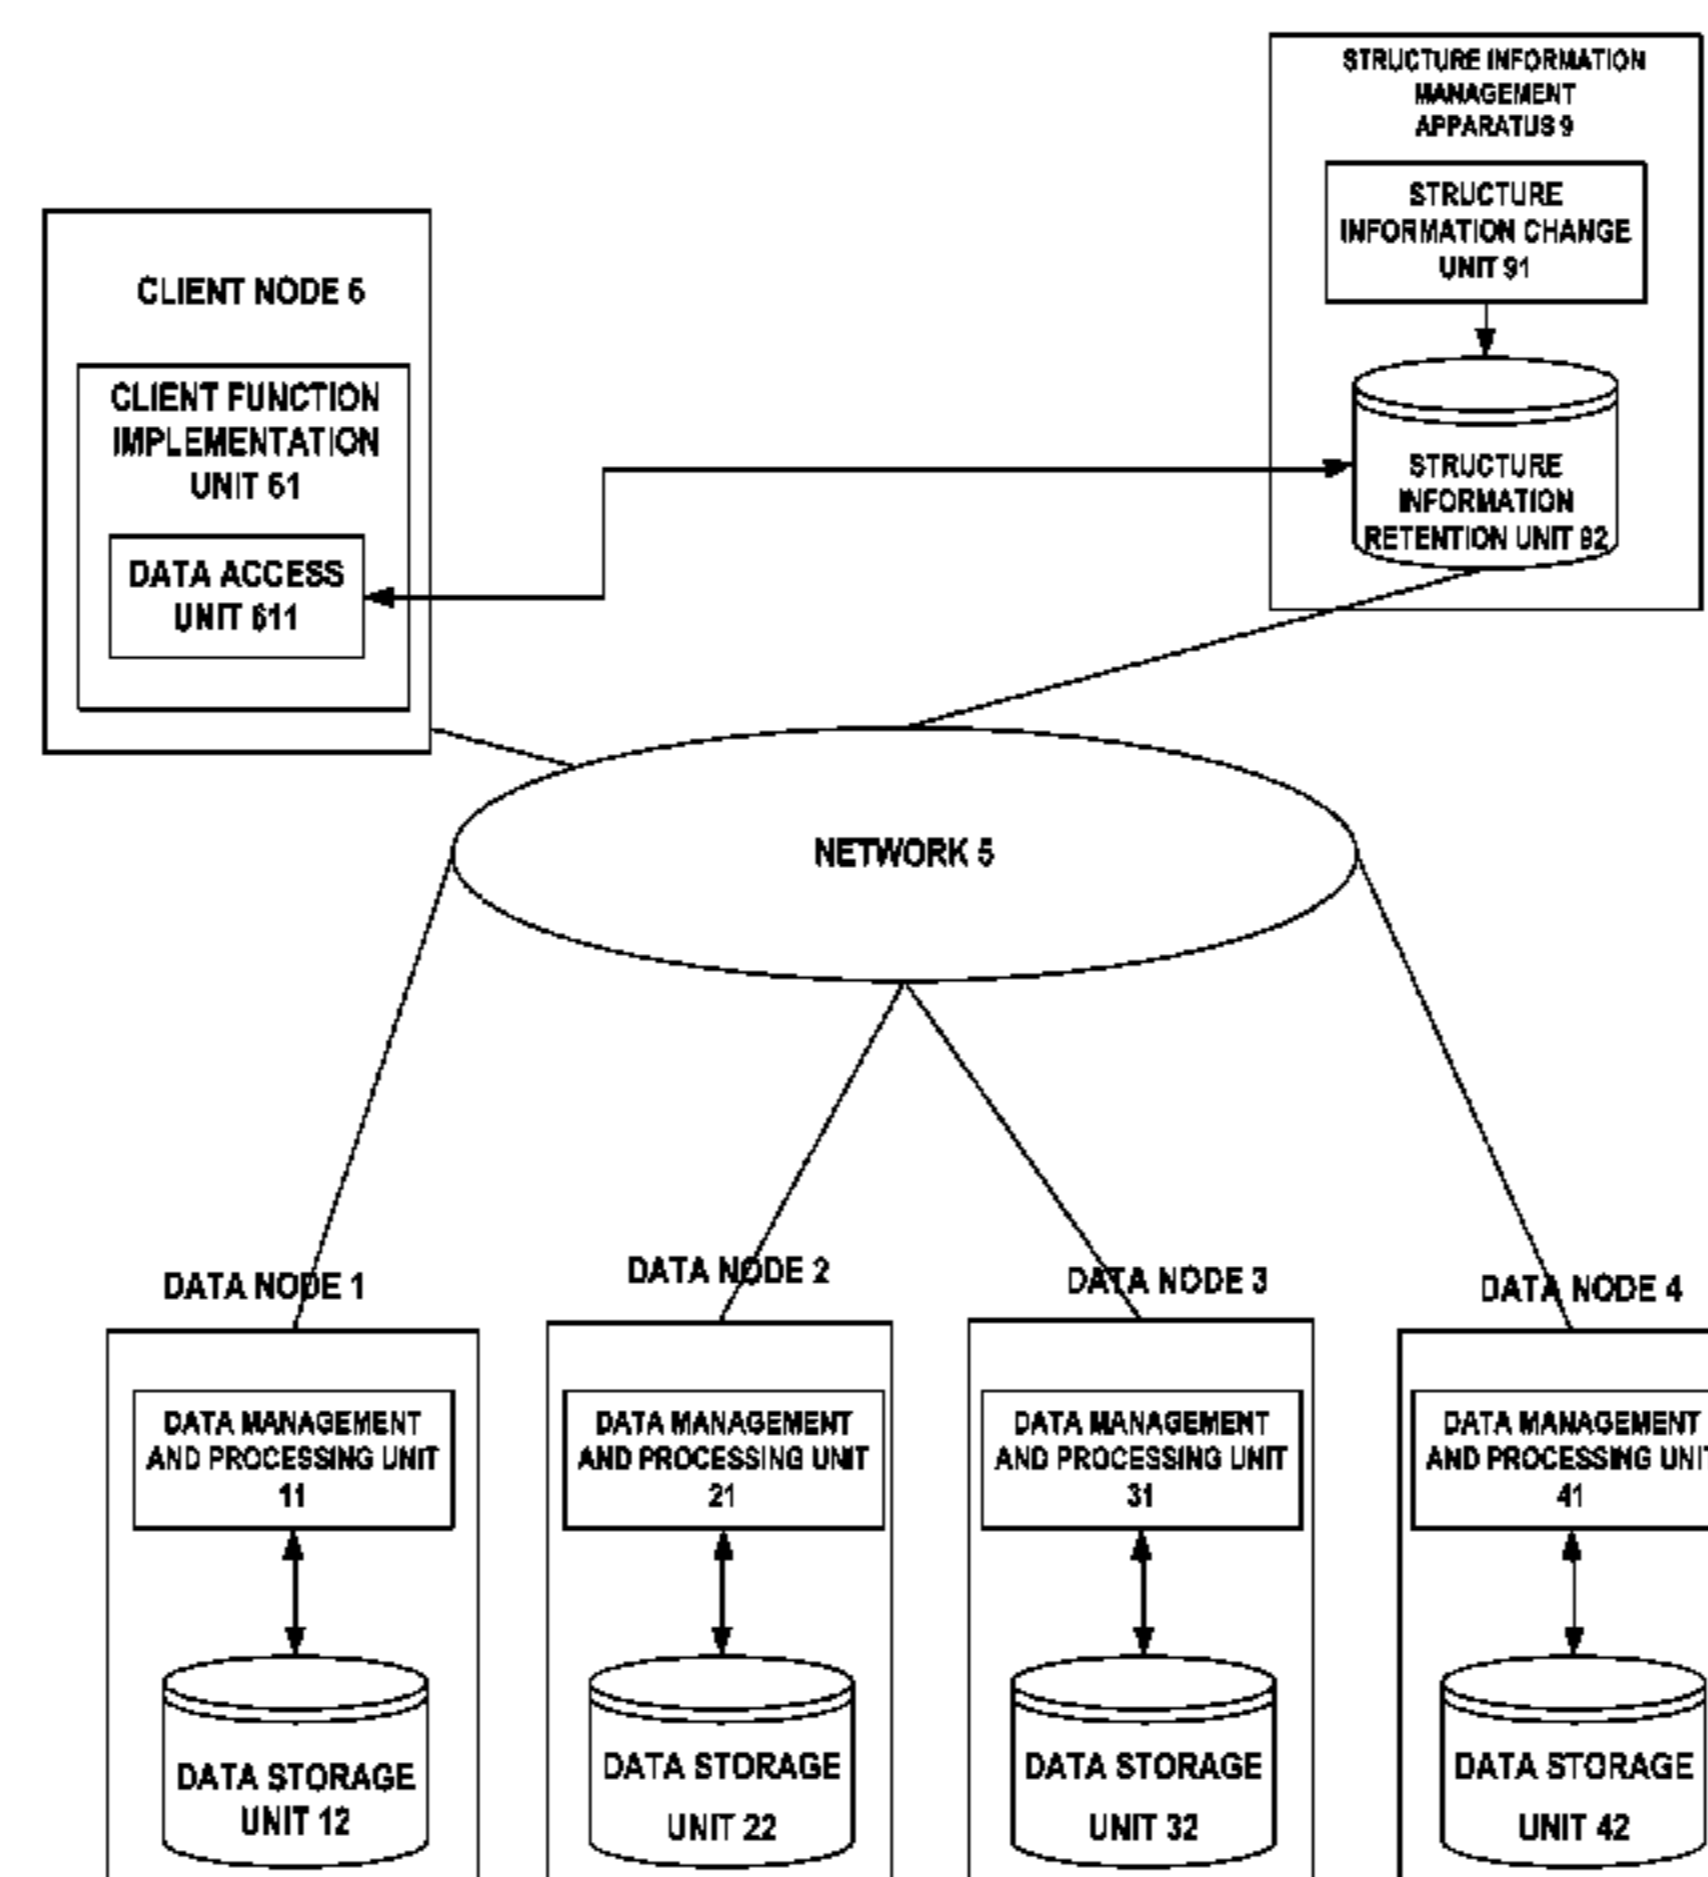 STRUCTURE INFORMATION
MANAGEMENT
APPARATUS 9
STRUCTURE
INFORMATION CHANGE
UNIT 91
CLIENT NODE 6
CLIENT FUNCTION
IMPLEMENTATION
UNIT 61
STRUCTURE
INFORMATION
RETENTION UNIT 92
DATA ACCESS
UNIT 611
NETWORK 5
DATA NODE 1
DATA NODE 2
DATA NODE 3
DATA NODE 4
DATA MANAGEMENT
AND PROCESSING UNIT
11
DATA MANAGEMENT
AND PROCESSING UNIT
21
DATA MANAGEMENT
AND PROCESSING UNIT
31
DATA MANAGEMENT
AND PROCESSING UNIT
41
DATA STORAGE
UNIT 12
DATA STORAGE
UNIT 22
DATA STORAGE
UNIT 32
DATA STORAGE
UNIT 42